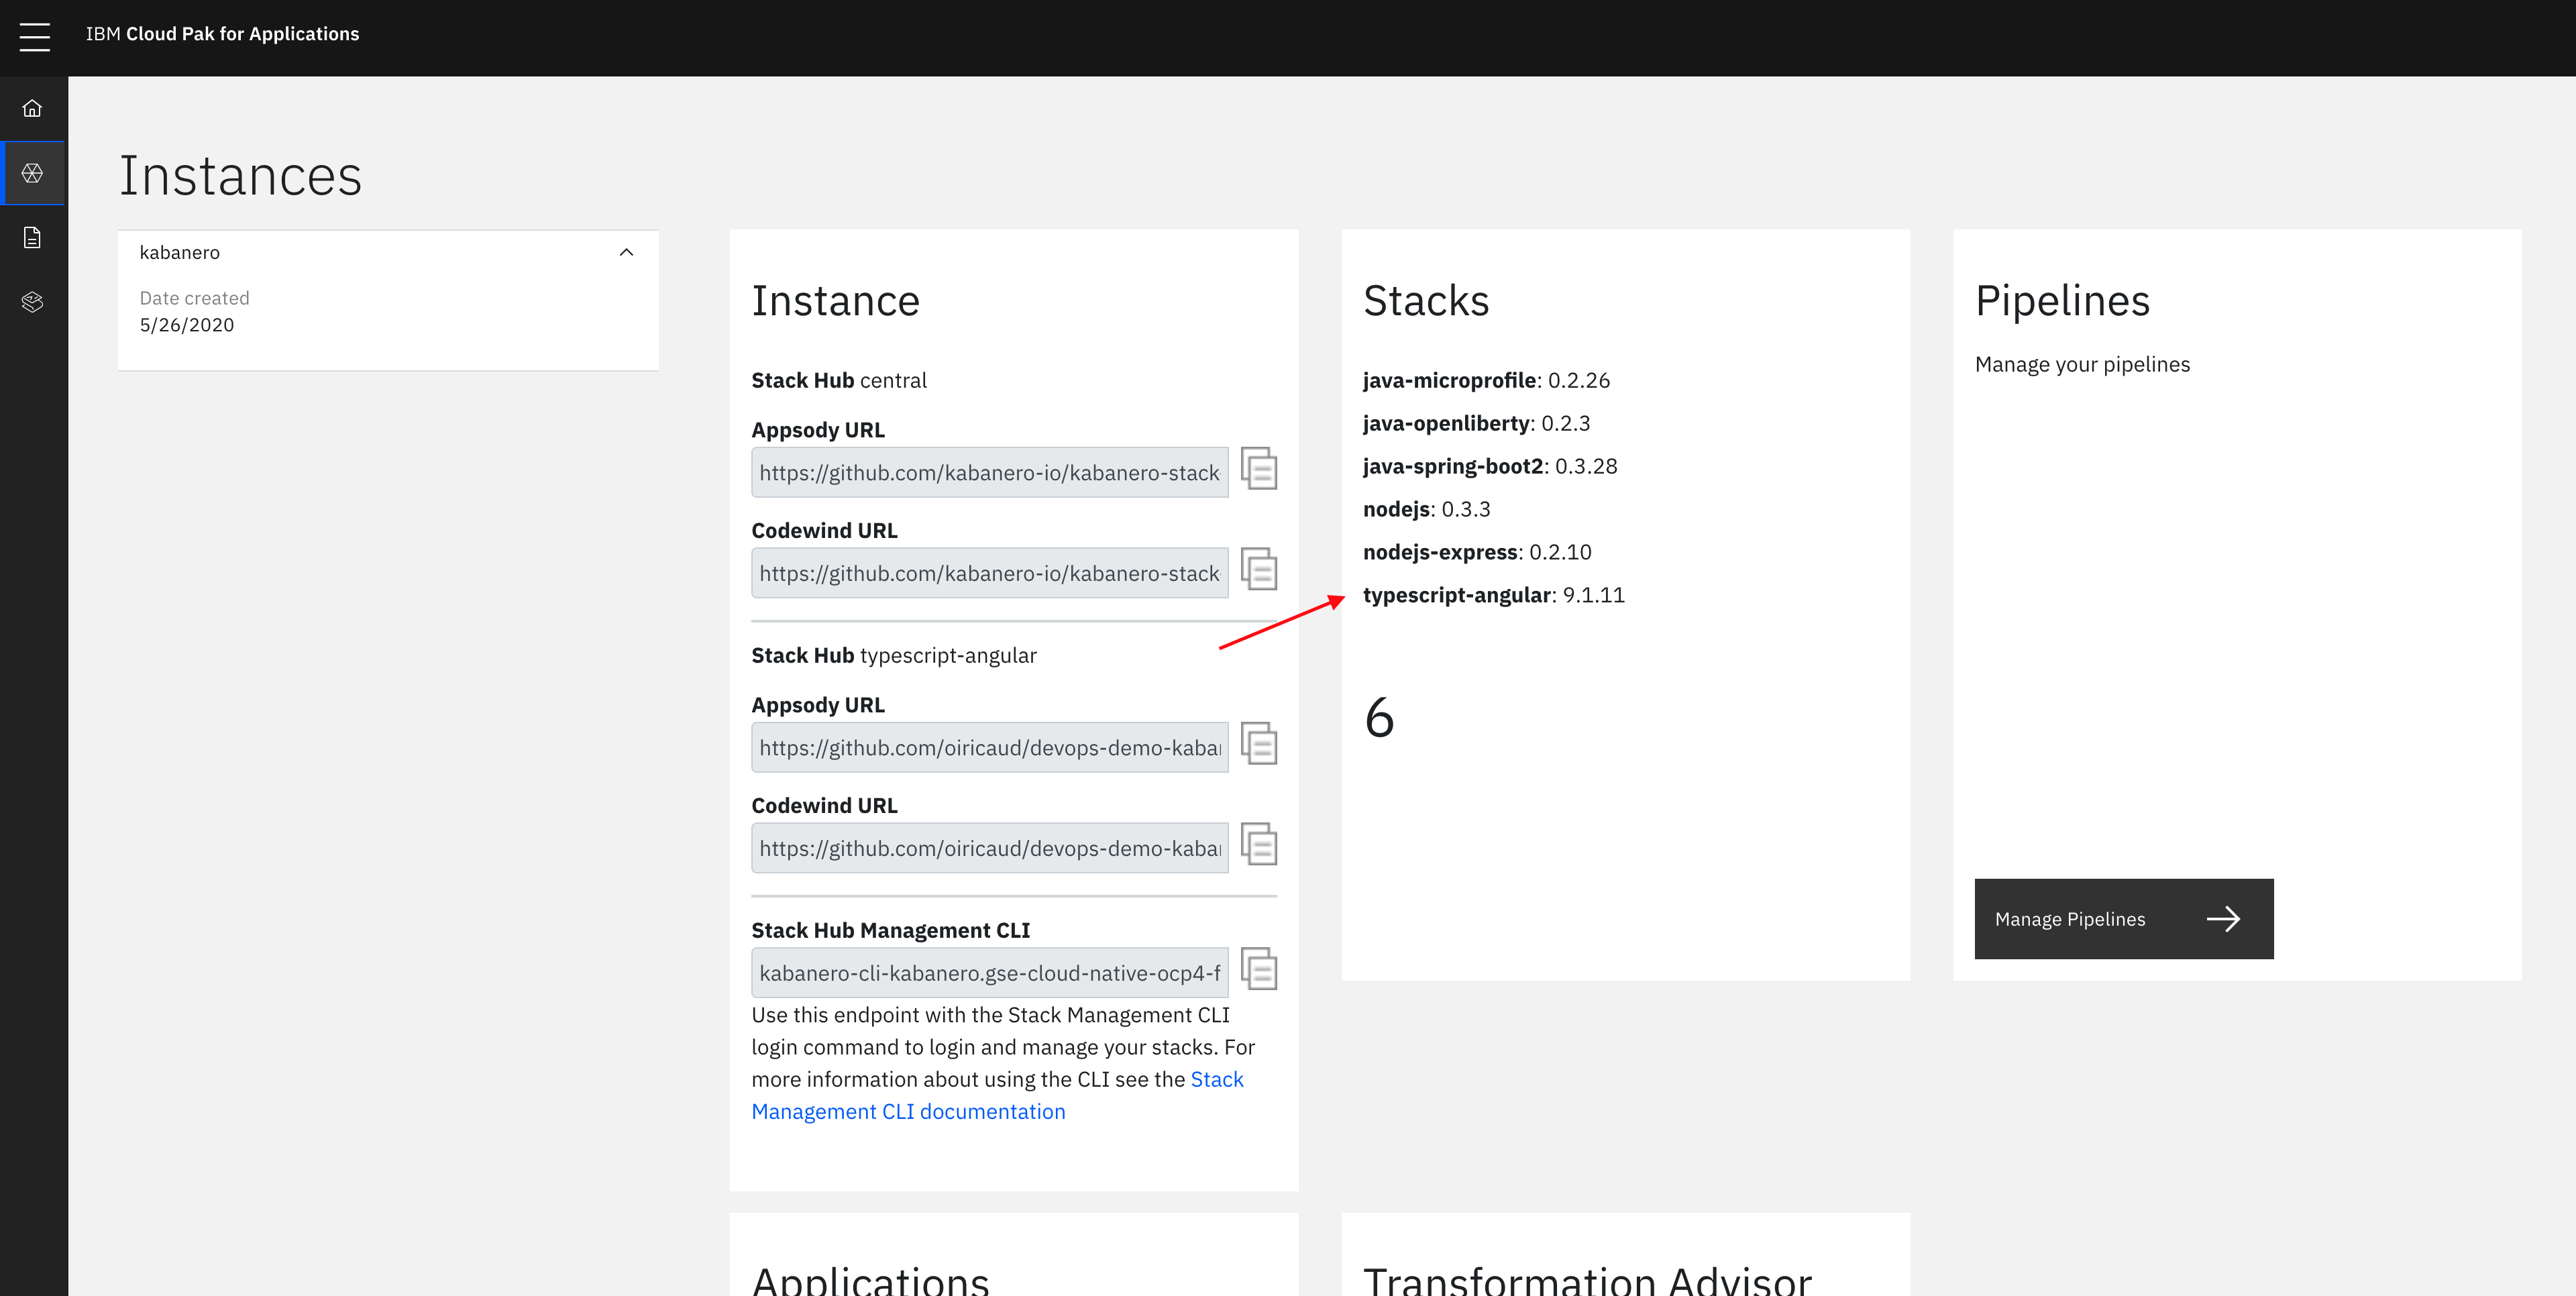 IBM Cloud Pak for Applications
Instances
kabanero
Date created
5/26/2020
Instance
Stack Hub central
Appsody URL
https://github.com/kabanero-io/kabanero-stack-
Codewind URL
https://github.com/kabanero-io/kabanero-stack-
Stack Hub typescript-angular
Appsody URL
https://github.com/oiricaud/devops-demo-kaba
Codewind URL
https://github.com/oiricaud/devops-demo-kaba
Stack Hub Management CLI
kabanero-cli-kabanero.gse-cloud-native-ocp4-f
Use this endpoint with the Stack Management CLI
login command to login and manage your stacks. For
more information about using the CLI see the Stack
Management CLI documentation
Stacks
java-microprofile: 0.2.26
java-openliberty: 0.2.3
java-spring-boot2: 0.3.28
nodejs: 0.3.3
nodejs-express: 0.2.10
typescript-angular: 9.1.11
6
Pipelines
Manage your pipelines
Manage Pipelines
Applications
Transformation Advisor